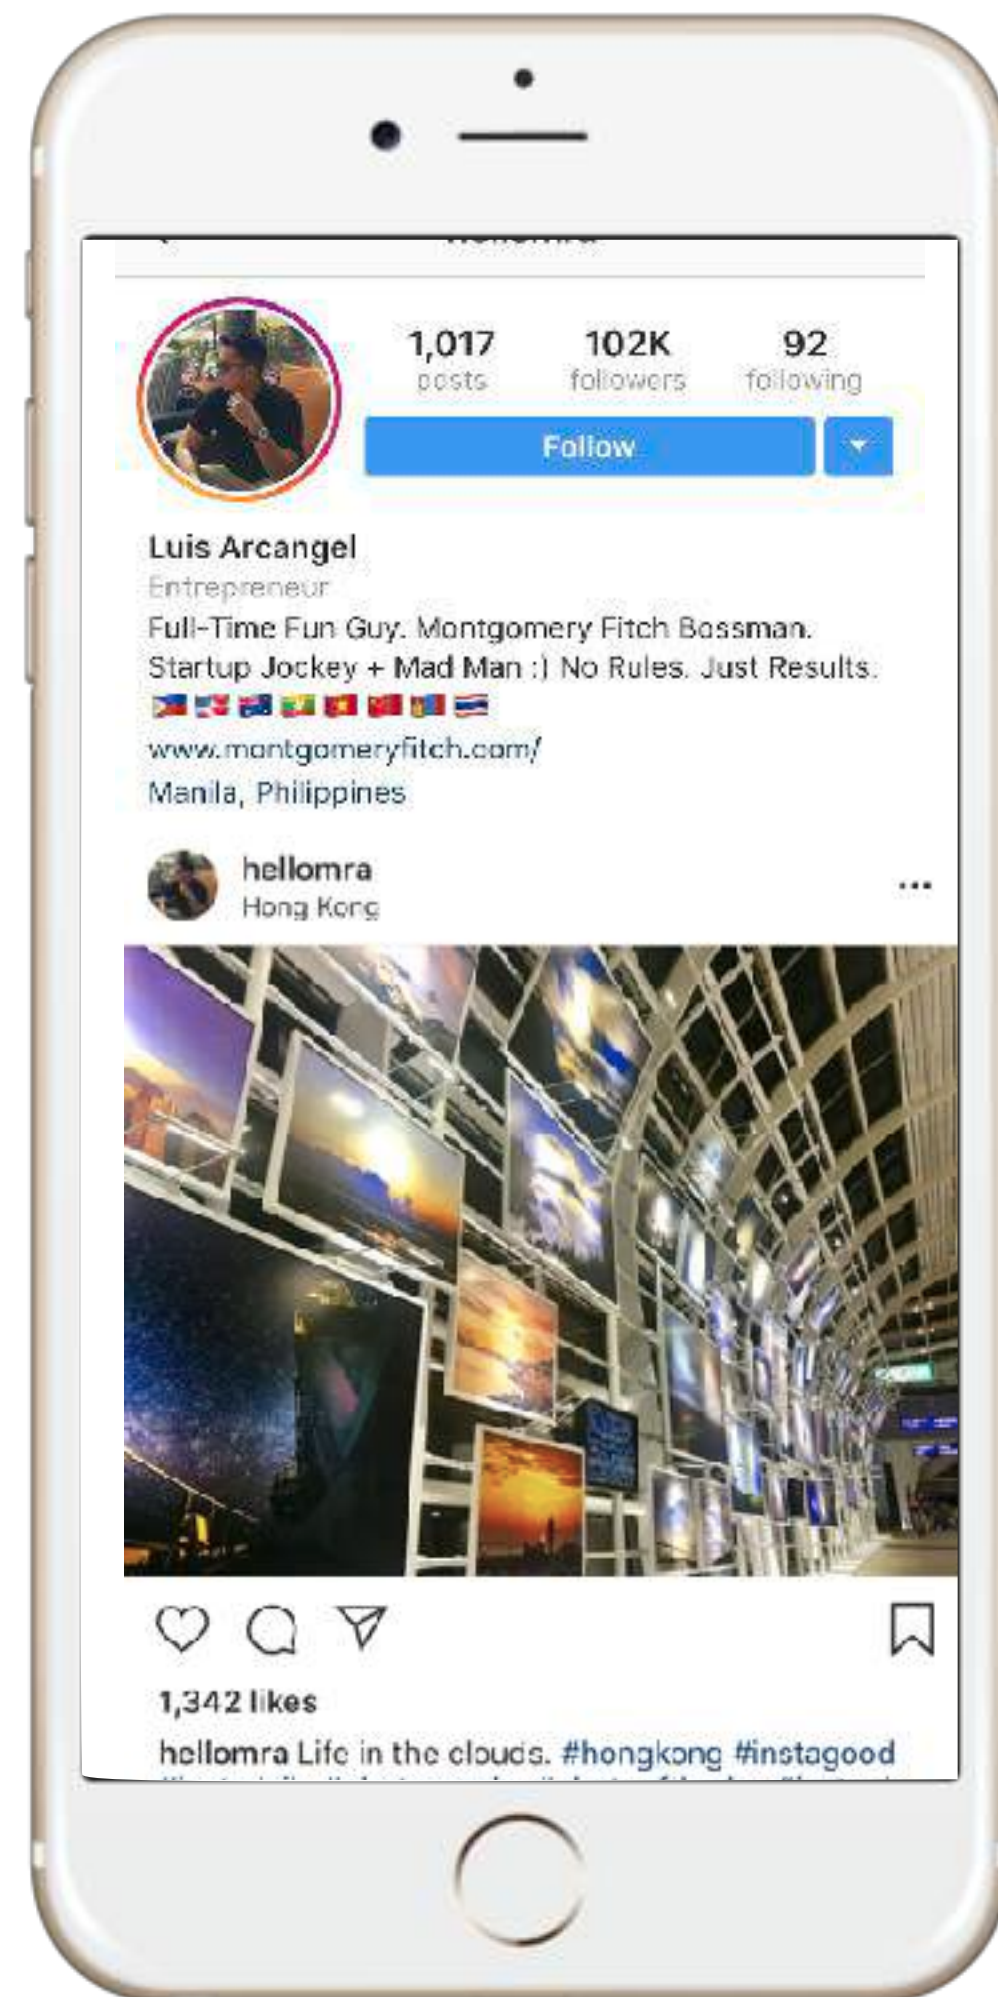 1,017 102K 92
posts followers following
Follow
Luis Arcangel
Entrepreneur
Full-Time Fun Guy. Montgomery Fitch Bossman.
Startup Jockey + Mad Man :) No Rules. Just Results.
www.montgomeryfitch.com/
Manila, Philippines
hellomra
Hong Kong
1,342 likes
hellomra Life in the clouds. #hongkong #instagood